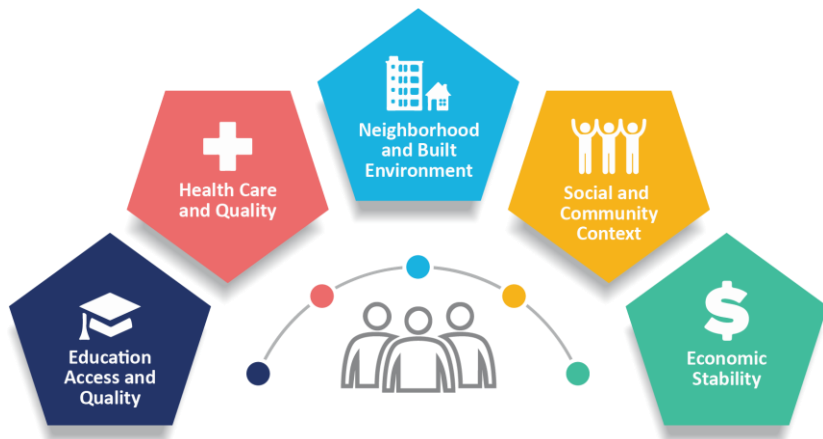 Education
Access and
Quality
Health Care
and Quality
Neighborhood
and Built
Environment
Social and
Community
Context
$
Economic
Stability